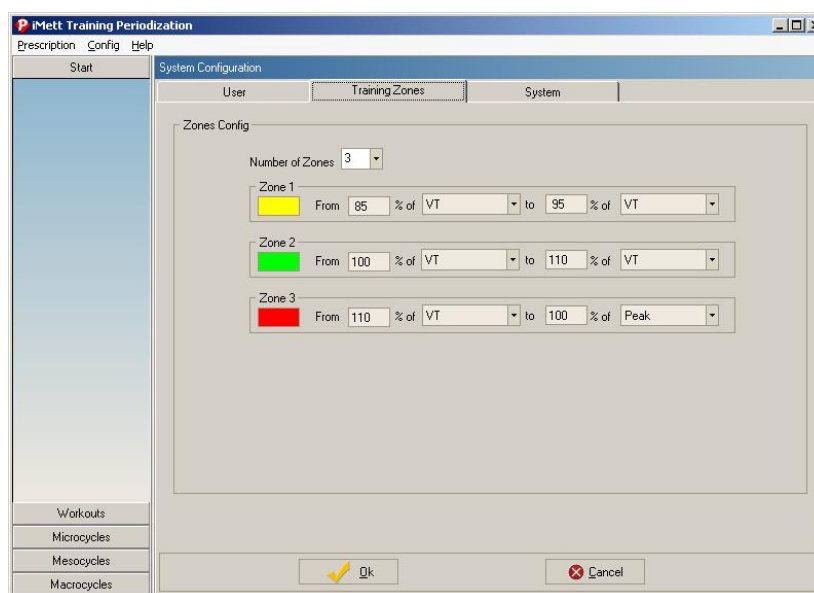 iMett Training Periodization
Prescription Config Help
Start
System Configuration
User Training Zones System
Zones Config
Number of Zones 3
Zone 1
From 85 % of VT to 95 % of VT
Zone 2
From 100 % of VT to 110 % of VT
Zone 3
From 110 % of VT to 100 % of Peak
Workouts
Microcycles
Mesocycles
Macrocycles
Ok Cancel